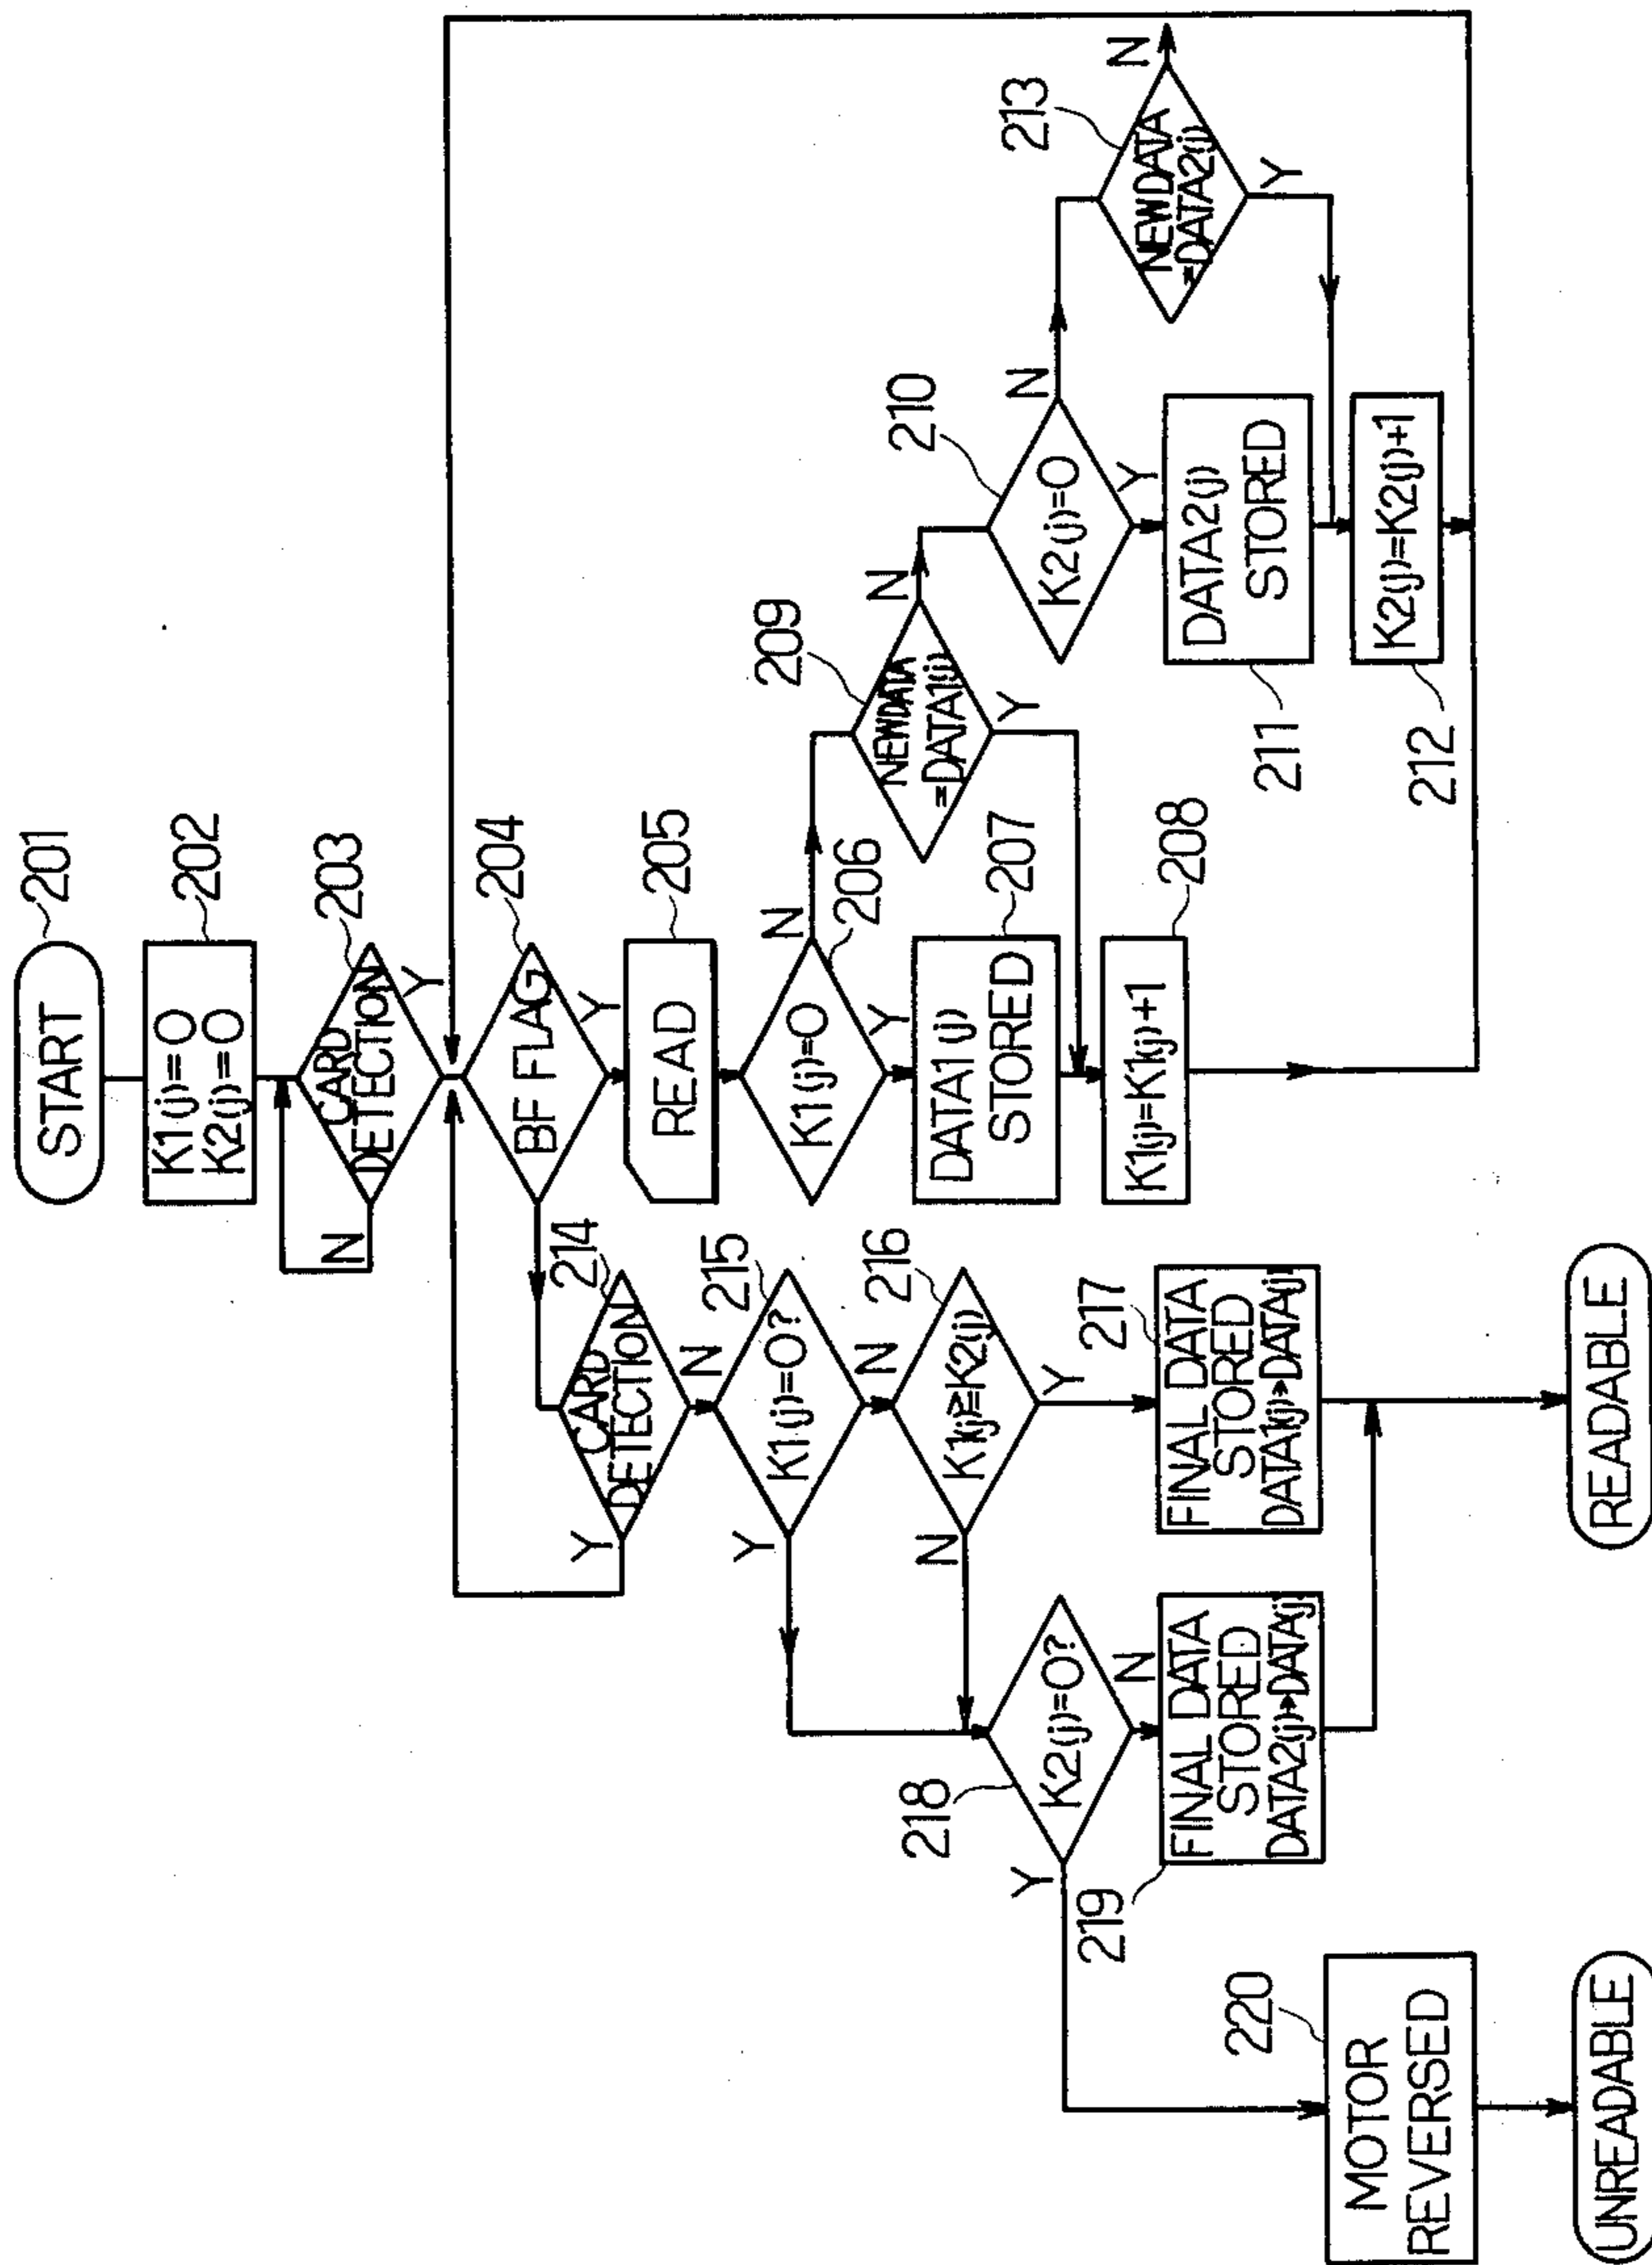 START
201
K1(j)=0
K2(j)=0
202
CARD
DETECTION
203
N
Y
BF FLAG
204
Y
READ
205
K1(j)=0
206
N
Y
DATA1(j)
STORED
207
K1(j)=K1(j)+1
208
NEWDATA
=DATA1(j)
209
N
Y
K2(j)=0
210
N
Y
DATA2(j)
STORED
211
K2(j)=K2(j)+1
212
NEWDATA
=DATA2(j)
213
N
Y
CARD
DETECTION
214
Y
N
K1(j)=0?
215
Y
N
K1(j)≧K2(j)
216
N
Y
FINAL DATA
STORED
DATA1(j)→DATA(j)
217
K2(j)=0?
218
Y
N
FINAL DATA
STORED
DATA2(j)→DATA(j)
219
MOTOR
REVERSED
220
READABLE
UNREADABLE